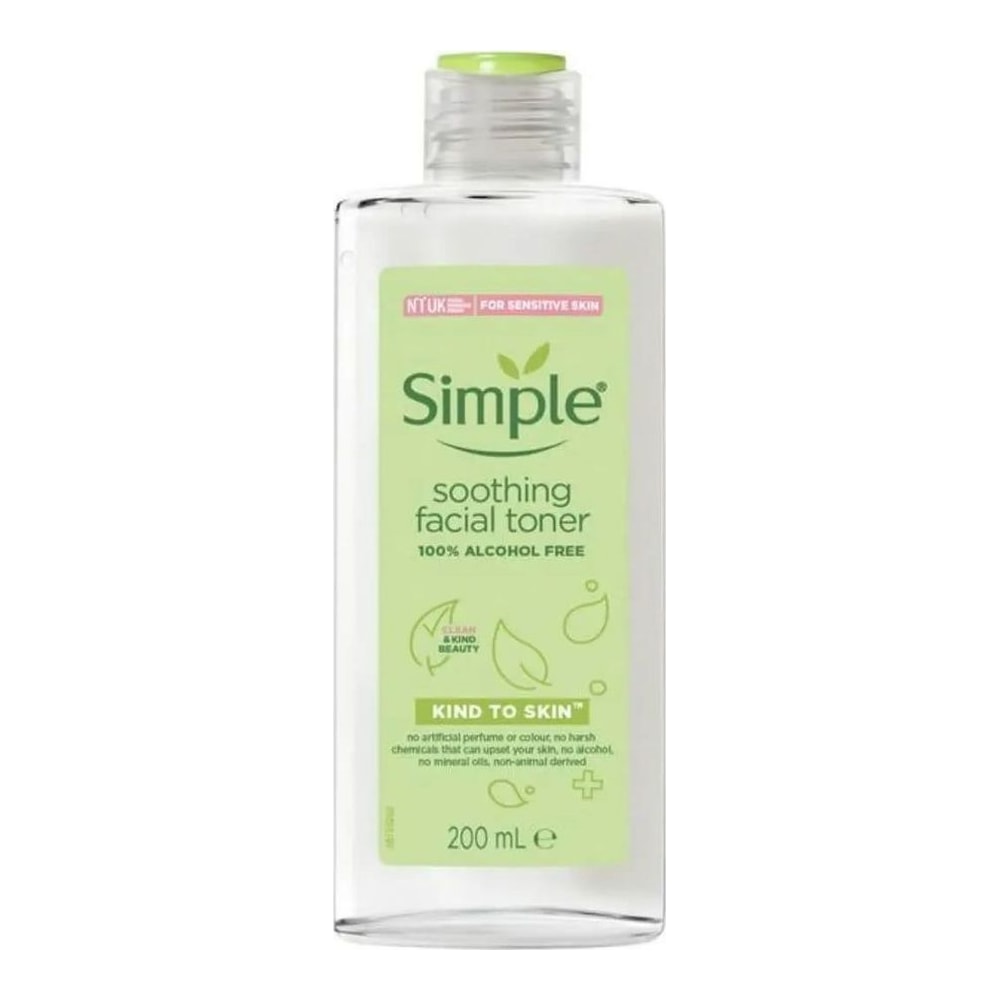 NT UK
FOR SENSITIVE SKIN
Simple®
soothing
facial toner
100% ALCOHOL FREE
CLEAN
& KIND
BEAUTY
KIND TO SKIN™
no artificial perfume or colour, no harsh
chemicals that can upset your skin, no alcohol,
no mineral oils, non-animal derived
200 mL ℮